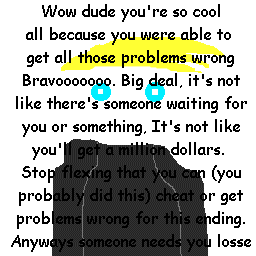 Wow dude you're so cool
all because you were able to
get all those problems wrong
Bravooooooo. Big deal, it's not
like there's someone waiting for
you or something, It's not like
you'll get a million dollars.
Stop flexing that you can (you
probably did this) cheat or get
problems wrong for this ending.
Anyways someone needs you losse